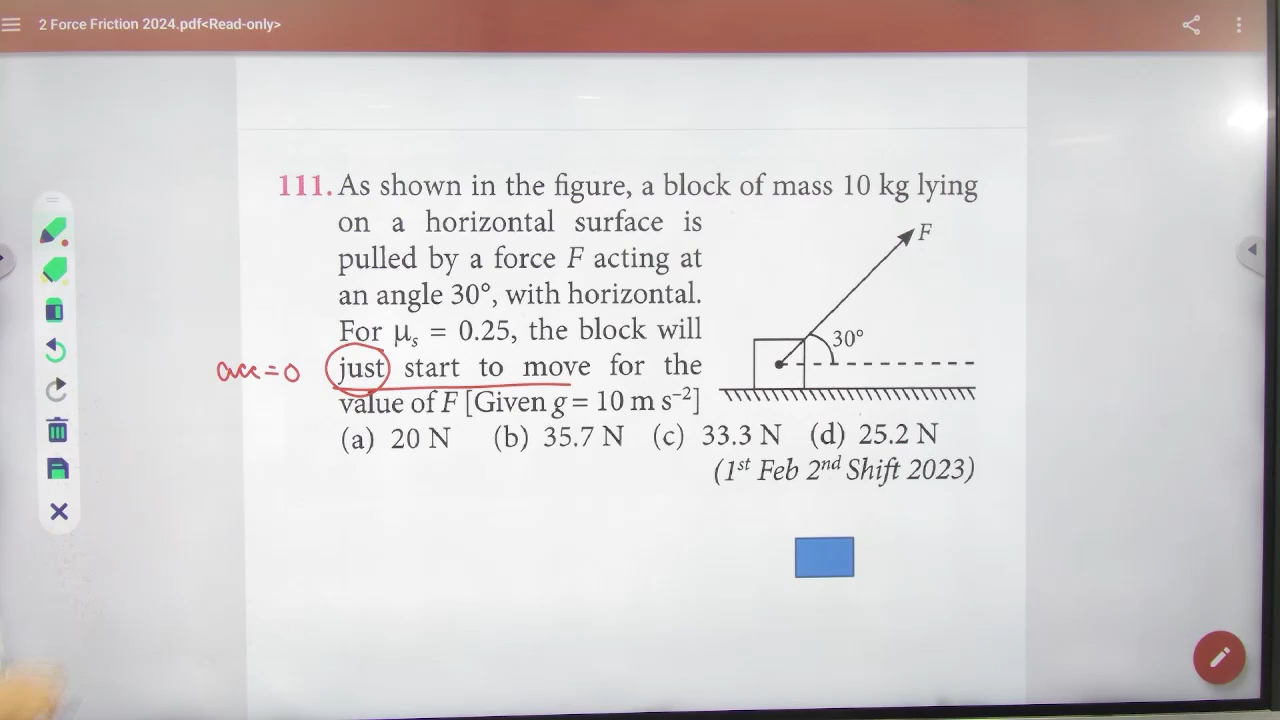 2 Force Friction 2024.pdf<Read-only>
111. As shown in the figure, a block of mass 10 kg lying
on a horizontal surface is
pulled by a force F acting at
an angle 30°, with horizontal.
For μₛ = 0.25, the block will
just start to move for the
value of F [Given g = 10 m s⁻²]
(a) 20 N (b) 35.7 N (c) 33.3 N (d) 25.2 N
(1ˢᵗ Feb 2ⁿᵈ Shift 2023)
F
30°
acc = 0